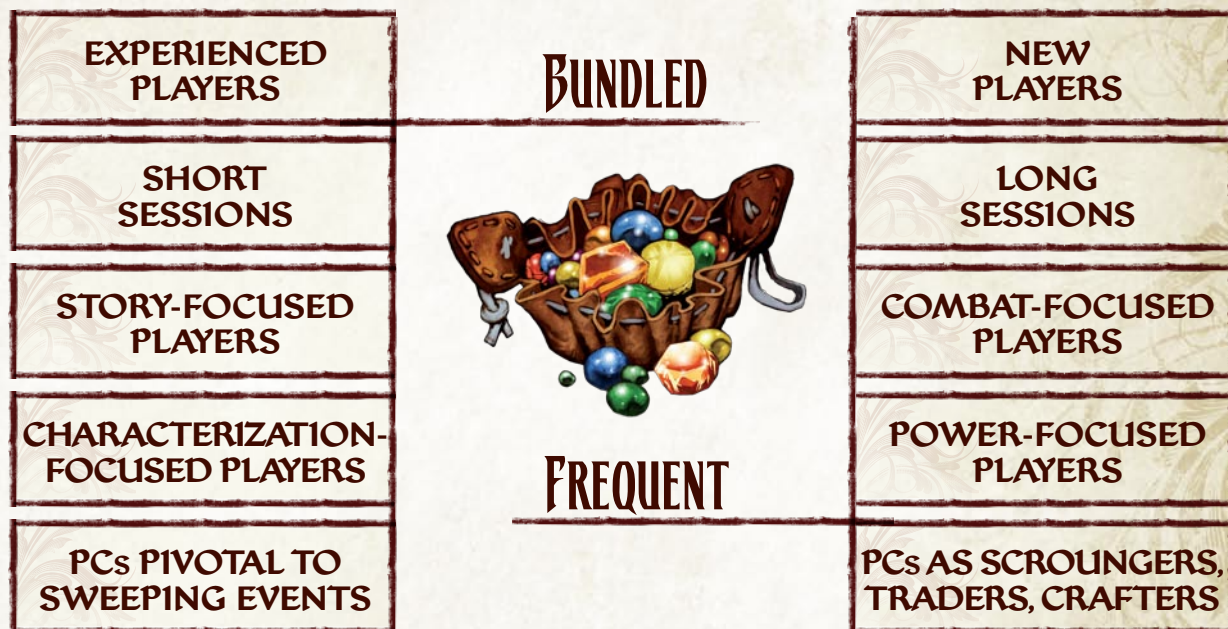 EXPERIENCED
PLAYERS
SHORT
SESSIONS
STORY-FOCUSED
PLAYERS
CHARACTERIZATION-
FOCUSED PLAYERS
PCs PIVOTAL TO
SWEEPING EVENTS
BUNDLED
FREQUENT
NEW
PLAYERS
LONG
SESSIONS
COMBAT-FOCUSED
PLAYERS
POWER-FOCUSED
PLAYERS
PCs AS SCROUNGERS,
TRADERS, CRAFTERS